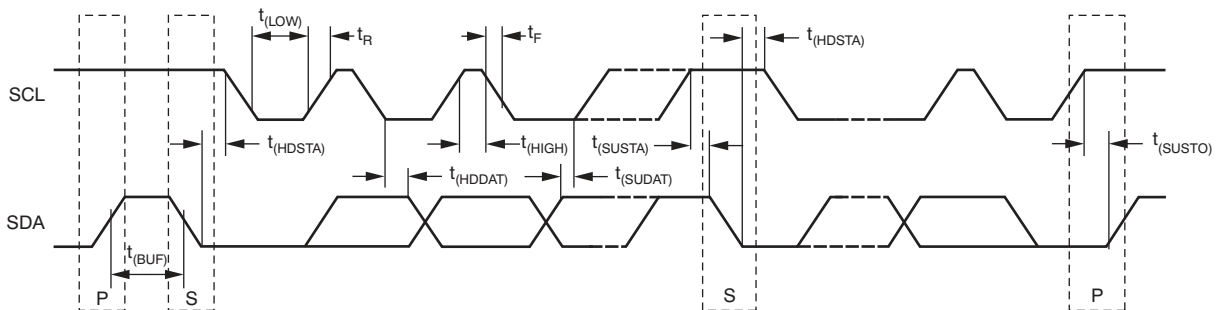 t(LOW)
tR
tF
t(HDSTA)
SCL
t(HDSTA)
t(HIGH)
t(SUSTA)
t(SUSTO)
t(HDDAT)
t(SUDAT)
SDA
t(BUF)
P
S
S
P